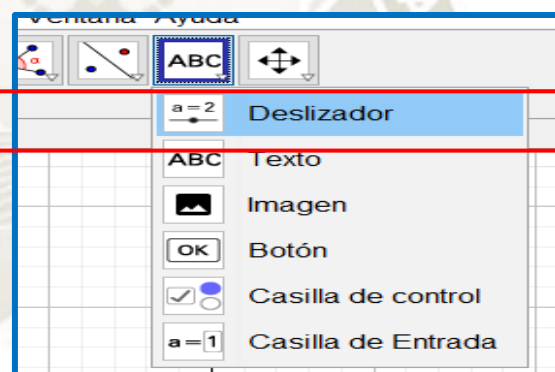 Ventana Ayuda
α
ABC
a=2 Deslizador
ABC Texto
Imagen
OK Botón
Casilla de control
a=1 Casilla de Entrada